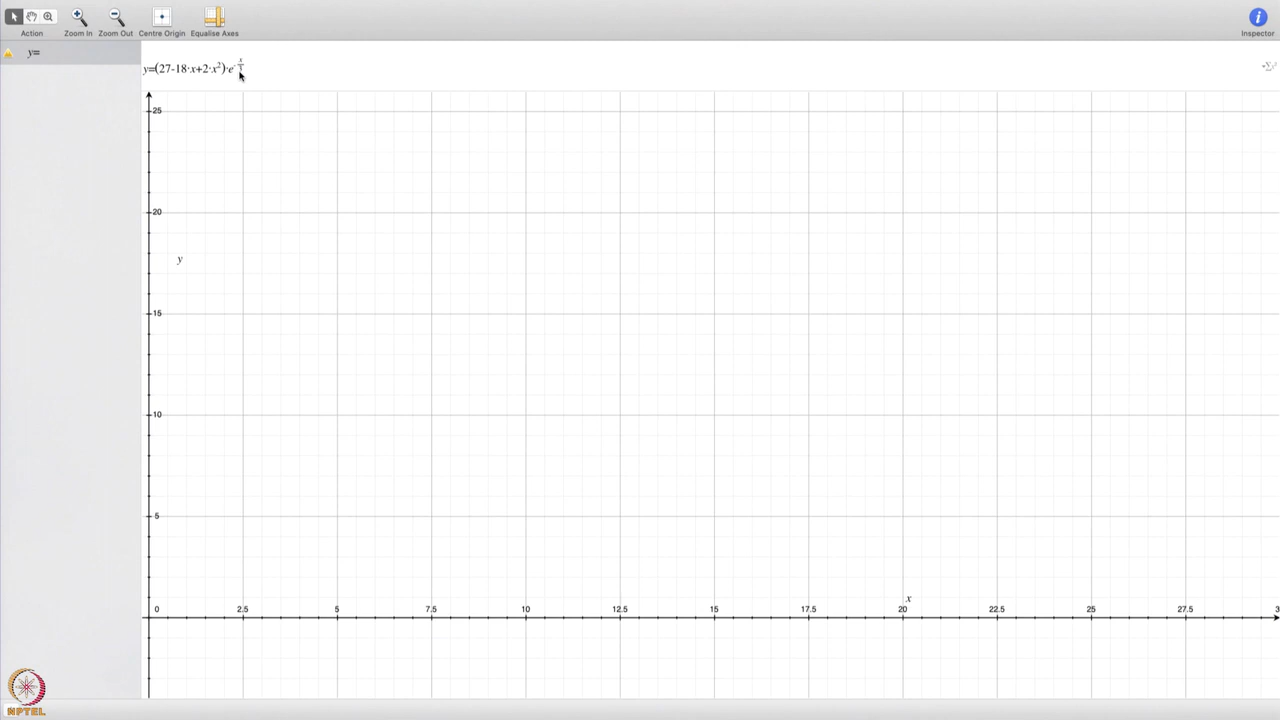 Action
Zoom In
Zoom Out
Centre Origin
Equalise Axes
Inspector
y=
y=(27-18·x+2·x²)·e^-x/3
Σ
25
20
y
15
10
5
x
0 2.5 5 7.5 10 12.5 15 17.5 20 22.5 25 27.5 3
NPTEL